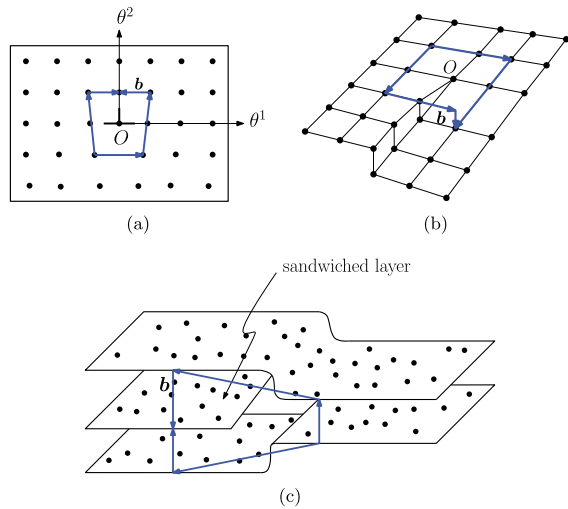 θ²
b
θ¹
O
(a)
O
b
(b)
sandwiched layer
b
(c)